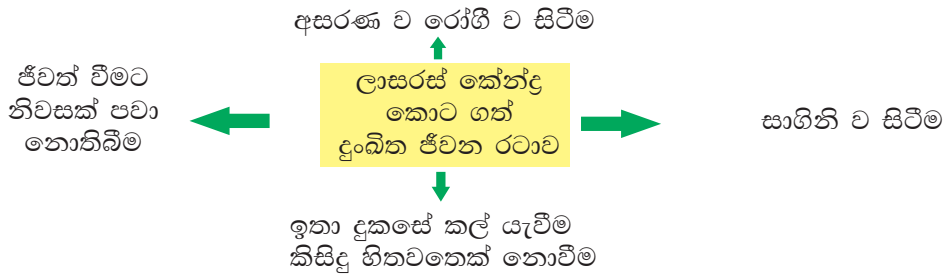 අසරණ ව රෝගී ව සිටීම
ජීවත් වීමට
නිවසක් පවා
නොතිබීම
ලාසරස් කේන්ද්‍ර
කොට ගත්
දුංඛිත ජීවන රටාව
සාගිනි ව සිටීම
ඉතා දුකසේ කල් යැවීම
කිසිදු හිතවතෙක් නොවීම